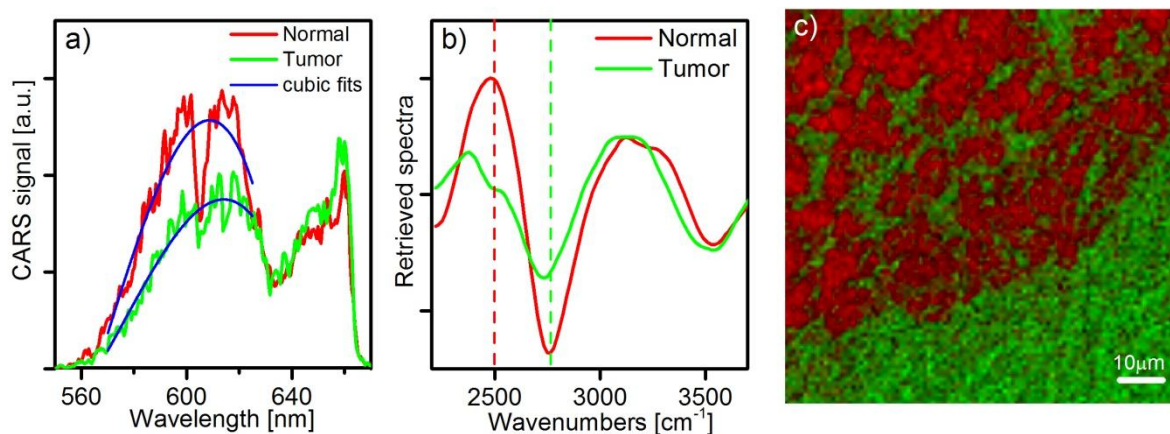 a)
Normal
Tumor
cubic fits
CARS signal [a.u.]
560 600 640
Wavelength [nm]
b)
Normal
Tumor
Retrieved spectra
2500 3000 3500
Wavenumbers [cm⁻¹]
c)
10μm